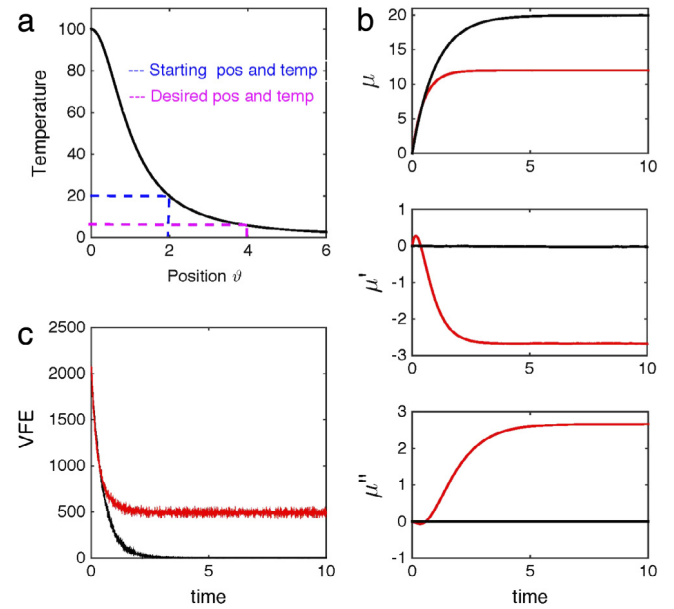 a
100
80
60
40
20
0
Temperature
Starting pos and temp
Desired pos and temp
0 2 4 6
Position ϑ
b
20
10
0
μ
0 5 10
1
0
-1
-2
-3
μ'
0 5 10
3
2
1
0
-1
μ''
0 5 10
time
c
2500
2000
1500
1000
500
0
VFE
0 5 10
time